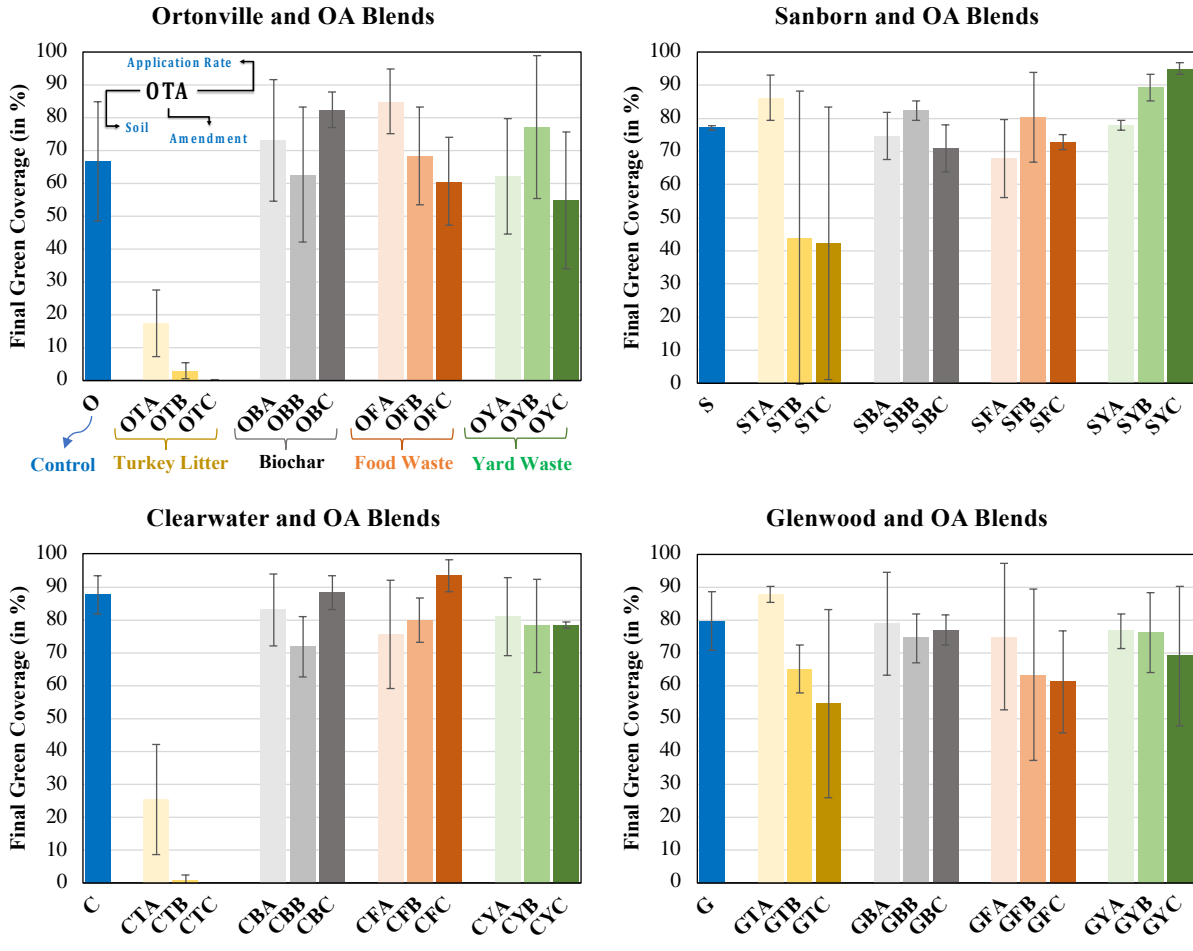 Ortonville and OA Blends
Final Green Coverage (in %)
100
90
80
70
60
50
40
30
20
10
0
Application Rate
OTA
Soil
Amendment
O
OTA
OTB
OTC
OBA
OBB
OBC
OFA
OFB
OFC
OYA
OYB
OYC
Control
Turkey Litter
Biochar
Food Waste
Yard Waste
Sanborn and OA Blends
Final Green Coverage (in %)
100
90
80
70
60
50
40
30
20
10
0
S
STA
STB
STC
SBA
SBB
SBC
SFA
SFB
SFC
SYA
SYB
SYC
Clearwater and OA Blends
Final Green Coverage (in %)
100
90
80
70
60
50
40
30
20
10
0
C
CTA
CTB
CTC
CBA
CBB
CBC
CFA
CFB
CFC
CYA
CYB
CYC
Glenwood and OA Blends
Final Green Coverage (in %)
100
90
80
70
60
50
40
30
20
10
0
G
GTA
GTB
GTC
GBA
GBB
GBC
GFA
GFB
GFC
GYA
GYB
GYC